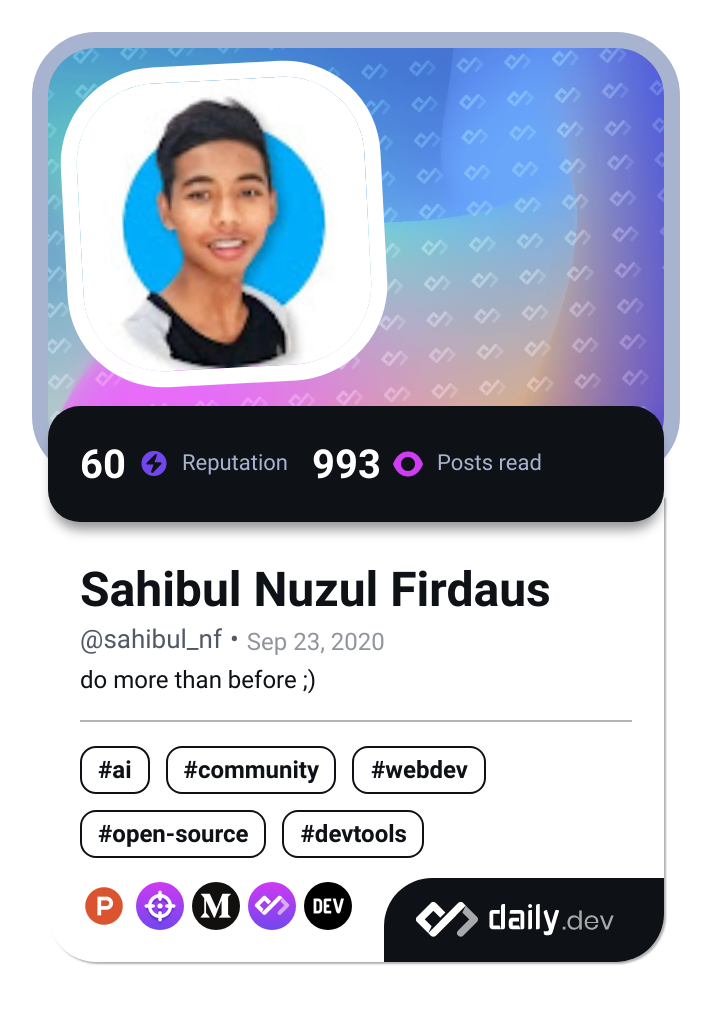 60 Reputation 993 Posts read
Sahibul Nuzul Firdaus
@sahibul_nf • Sep 23, 2020
do more than before ;)
#ai #community #webdev
#open-source #devtools
P M DEV daily.dev